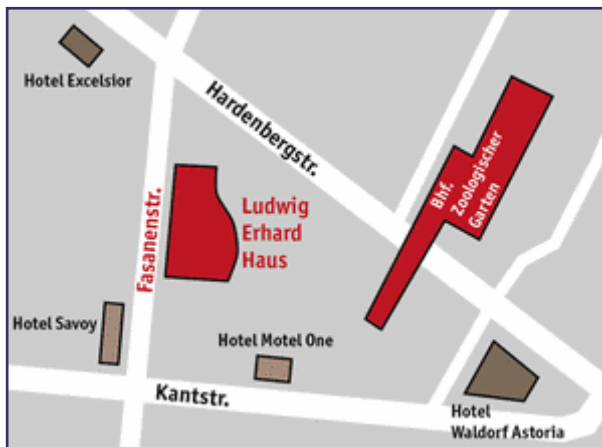 Hotel Excelsior
Hardenbergstr.
Bhf.
Zoologischer
Garten
Fasanenstr.
Ludwig
Erhard
Haus
Hotel Savoy
Hotel Motel One
Kantstr.
Hotel
Waldorf Astoria